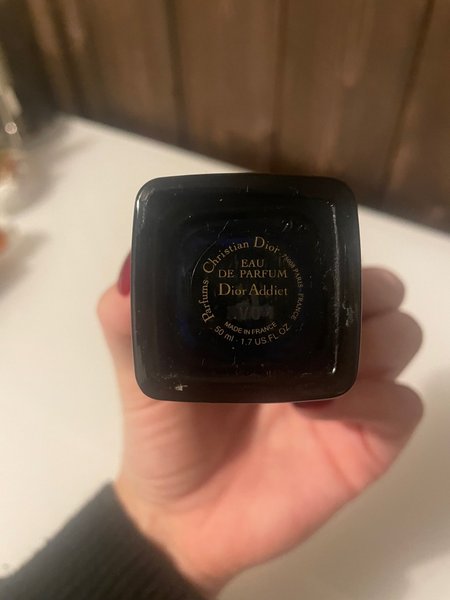 Parfums Christian Dior 75008 PARIS - FRANCE
EAU
DE PARFUM
Dior Addict
MADE IN FRANCE
50 ml - 1.7 US FL OZ